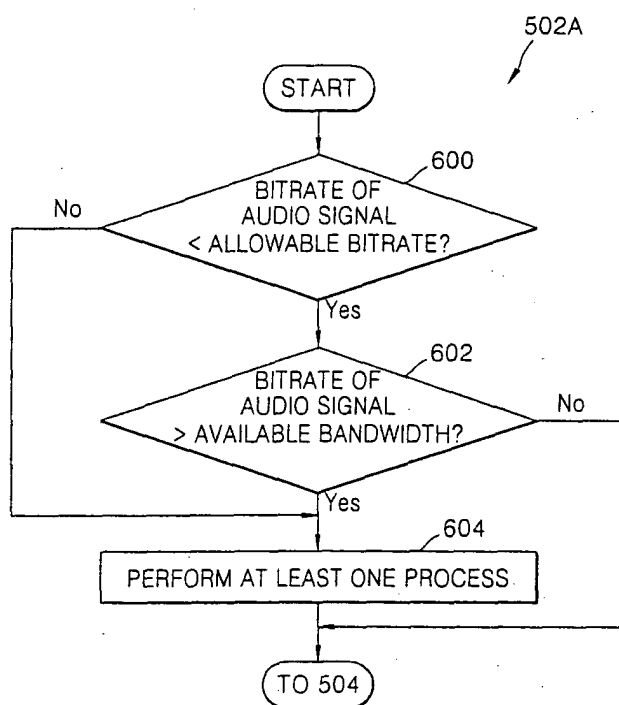 502A
START
600
BITRATE OF
AUDIO SIGNAL
< ALLOWABLE BITRATE?
No
Yes
602
BITRATE OF
AUDIO SIGNAL
> AVAILABLE BANDWIDTH?
No
Yes
604
PERFORM AT LEAST ONE PROCESS
TO 504